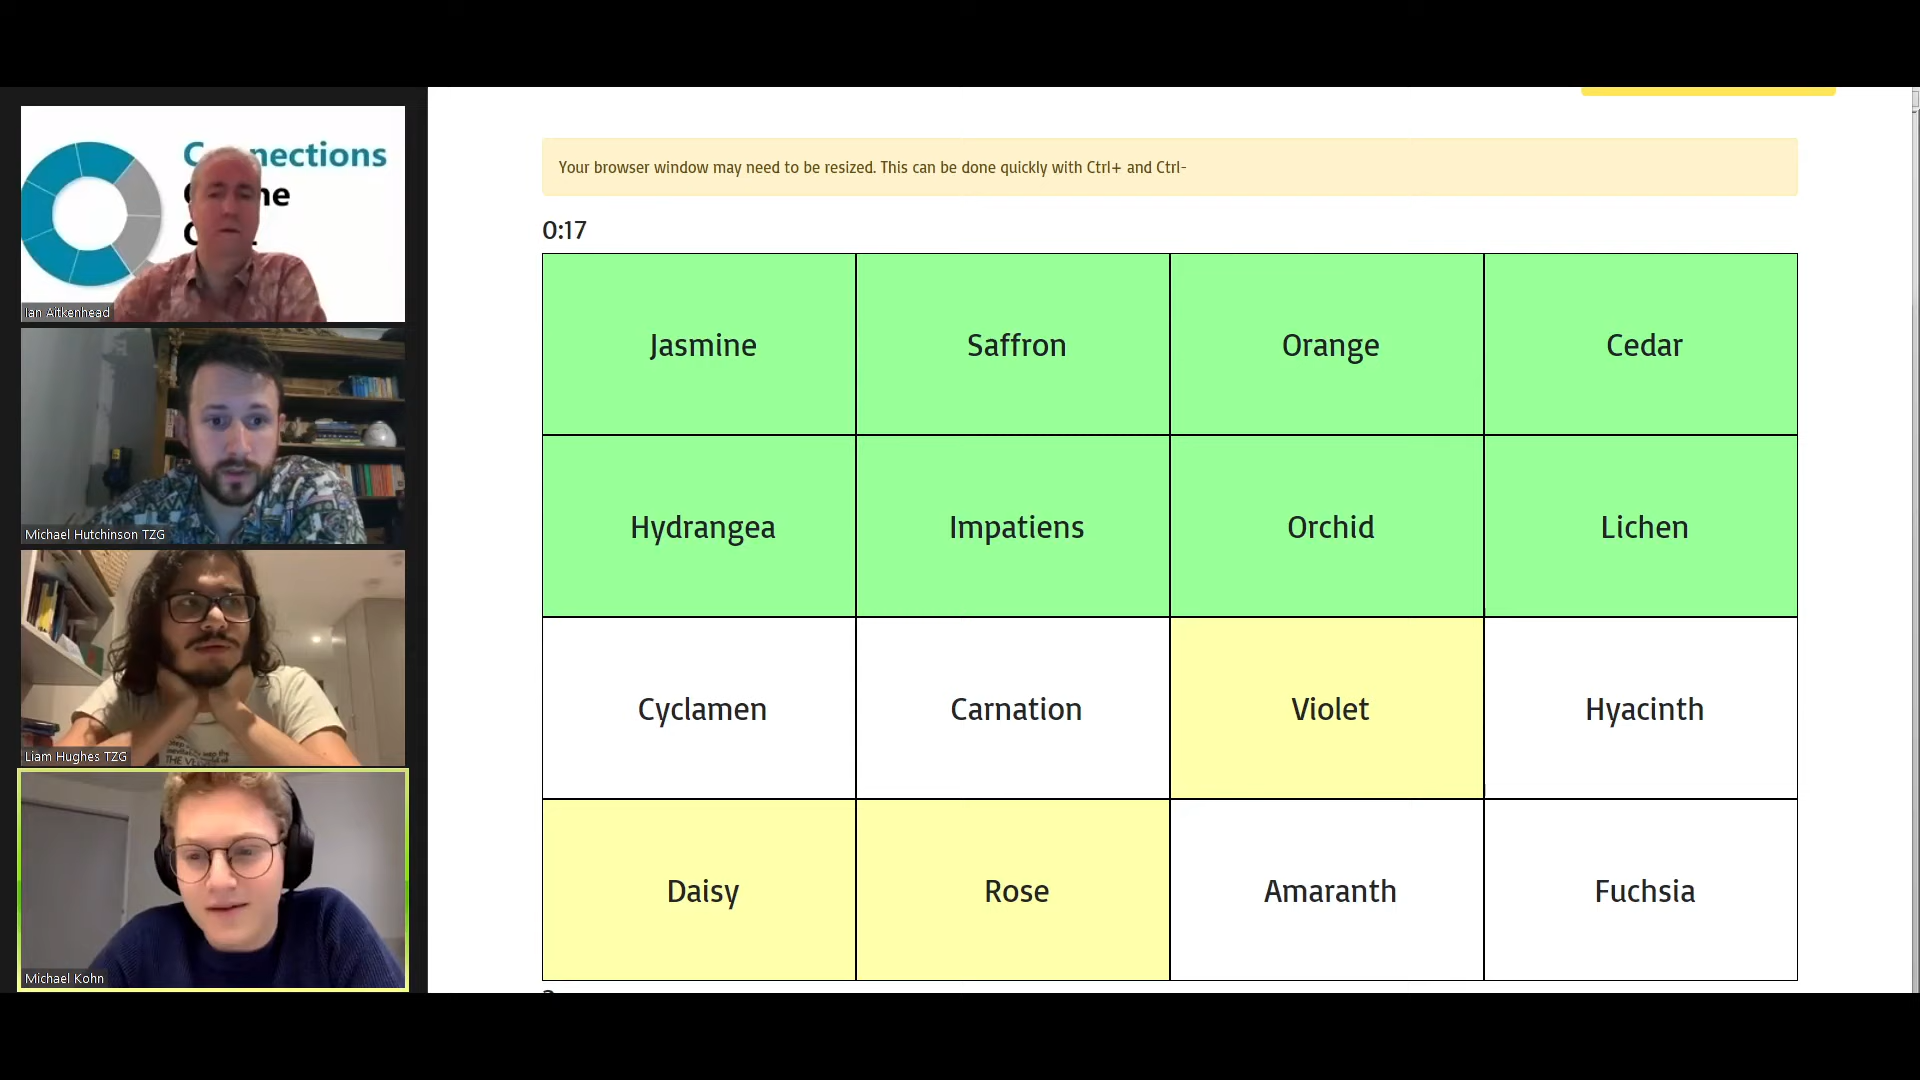 Connections
Ian Aitkenhead
Michael Hutchinson TZG
THE
Liam Hughes TZG
Michael Kohn
Your browser window may need to be resized. This can be done quickly with Ctrl+ and Ctrl-
0:17
Jasmine Saffron Orange Cedar
Hydrangea Impatiens Orchid Lichen
Cyclamen Carnation Violet Hyacinth
Daisy Rose Amaranth Fuchsia